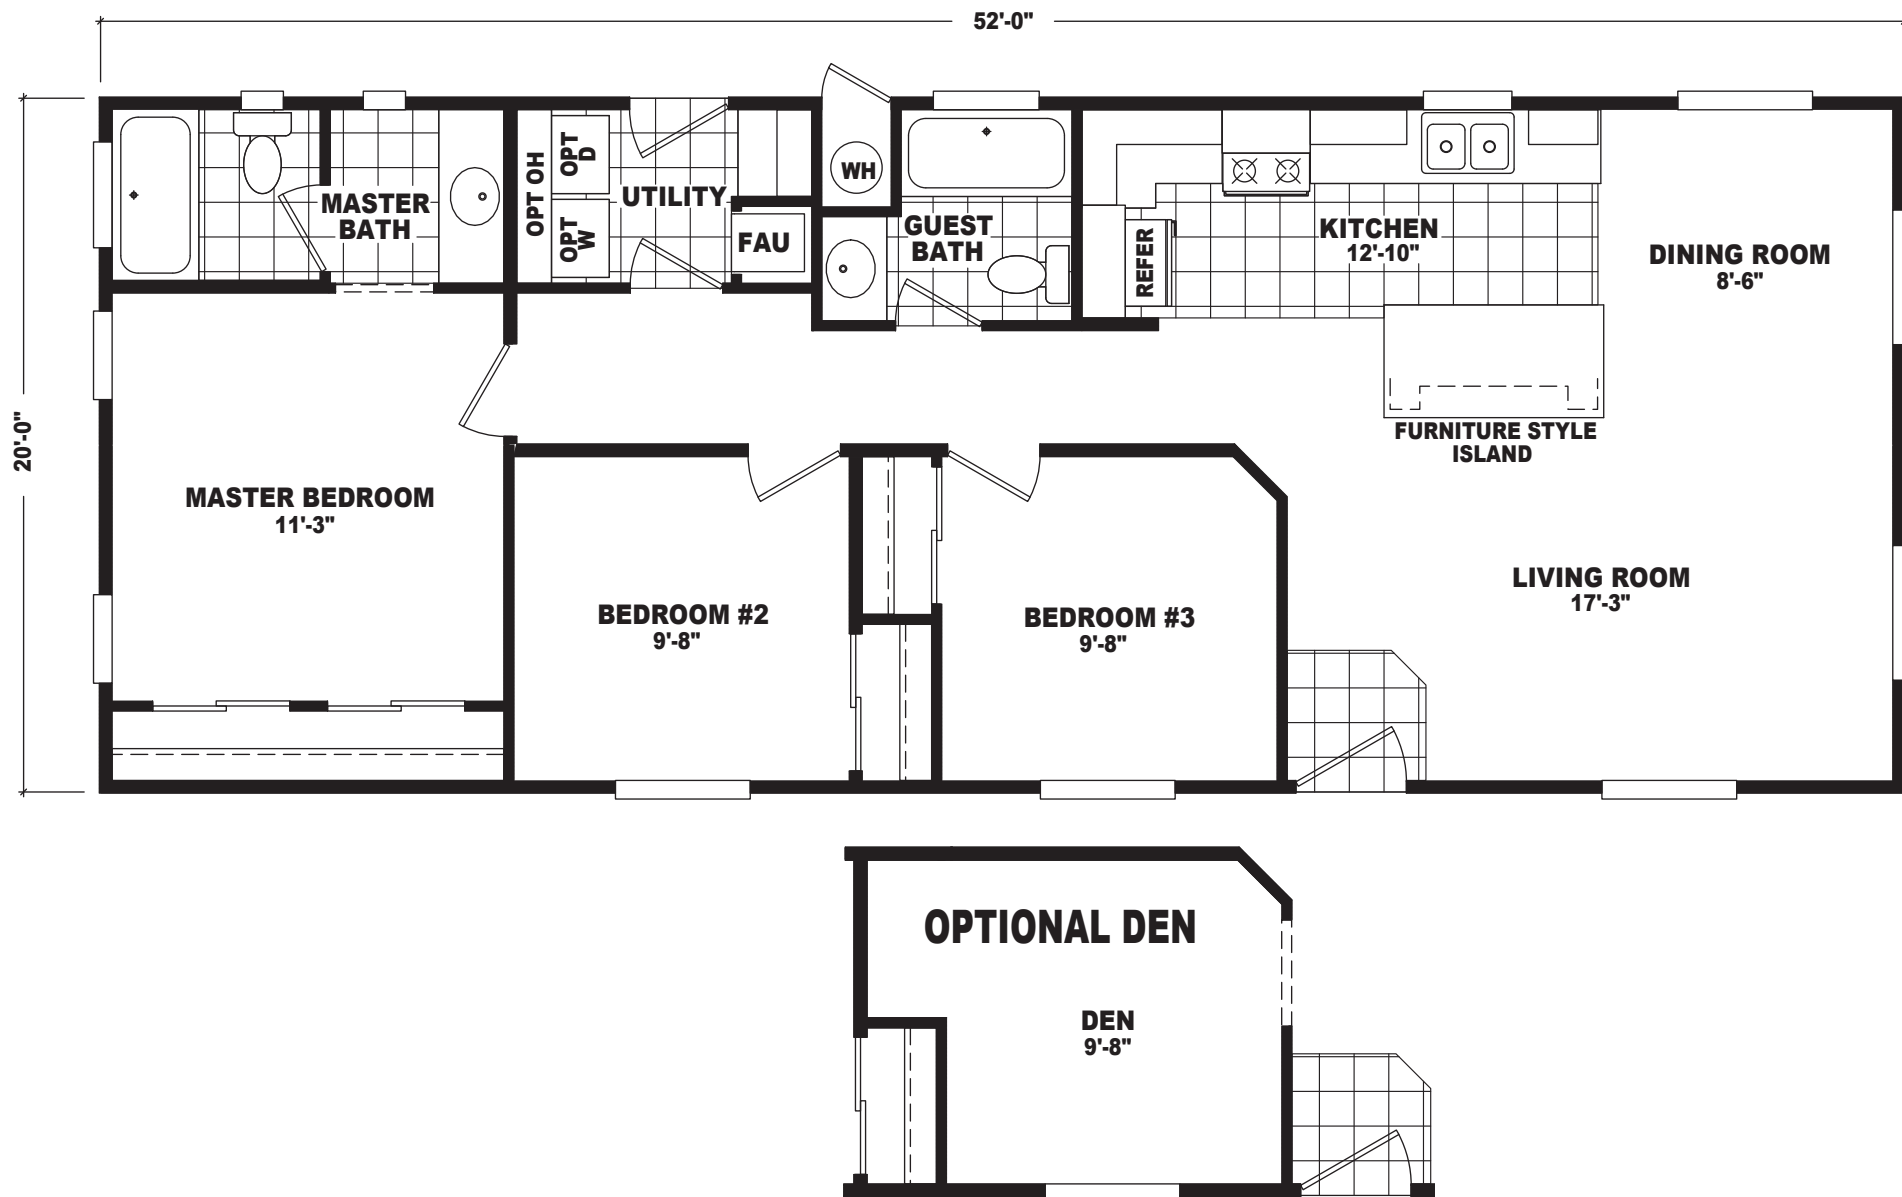 52'-0"
20'-0"
MASTER
BATH
OPT OH
OPT
D
OPT
W
UTILITY
FAU
WH
GUEST
BATH
REFER
KITCHEN
12'-10"
DINING ROOM
8'-6"
FURNITURE STYLE
ISLAND
MASTER BEDROOM
11'-3"
BEDROOM #2
9'-8"
BEDROOM #3
9'-8"
LIVING ROOM
17'-3"
OPTIONAL DEN
DEN
9'-8"